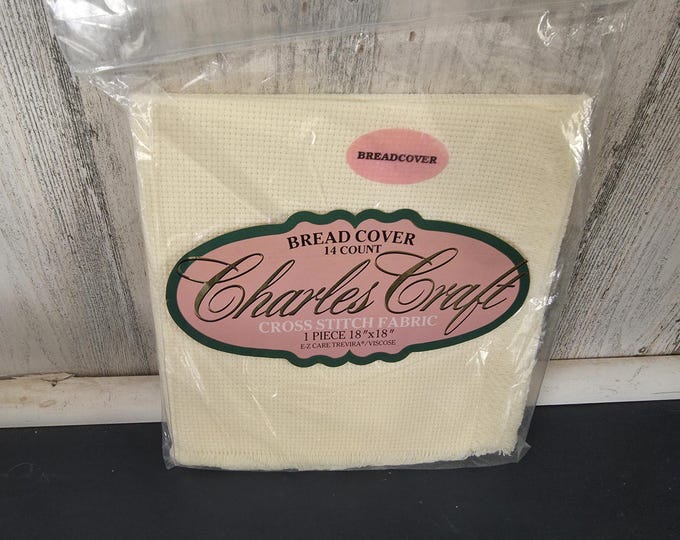 BREADCOVER
BREAD COVER
14 COUNT
Charles Craft
CROSS STITCH FABRIC
1 PIECE 18"x18"
E-Z CARE TREVIRA®/VISCOSE